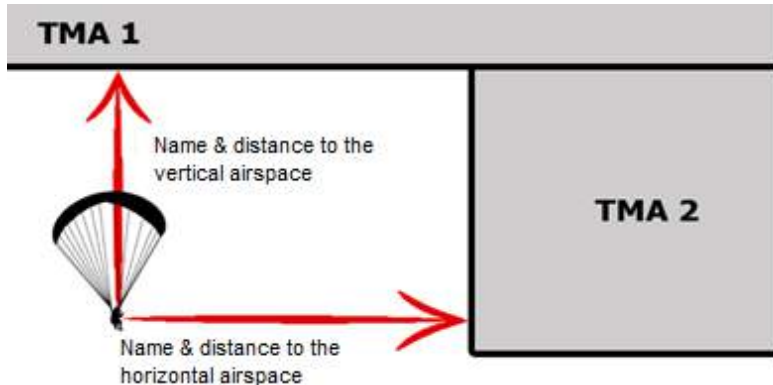 TMA 1
Name & distance to the
vertical airspace
TMA 2
Name & distance to the
horizontal airspace